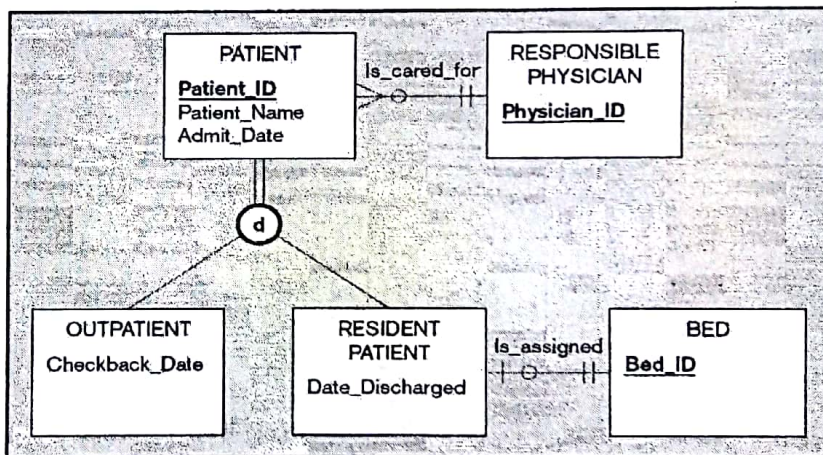 PATIENT
Patient_ID
Patient_Name
Admit_Date
Is_cared_for
RESPONSIBLE
PHYSICIAN
Physician_ID
d
OUTPATIENT
Checkback_Date
RESIDENT
PATIENT
Date_Discharged
Is_assigned
BED
Bed_ID